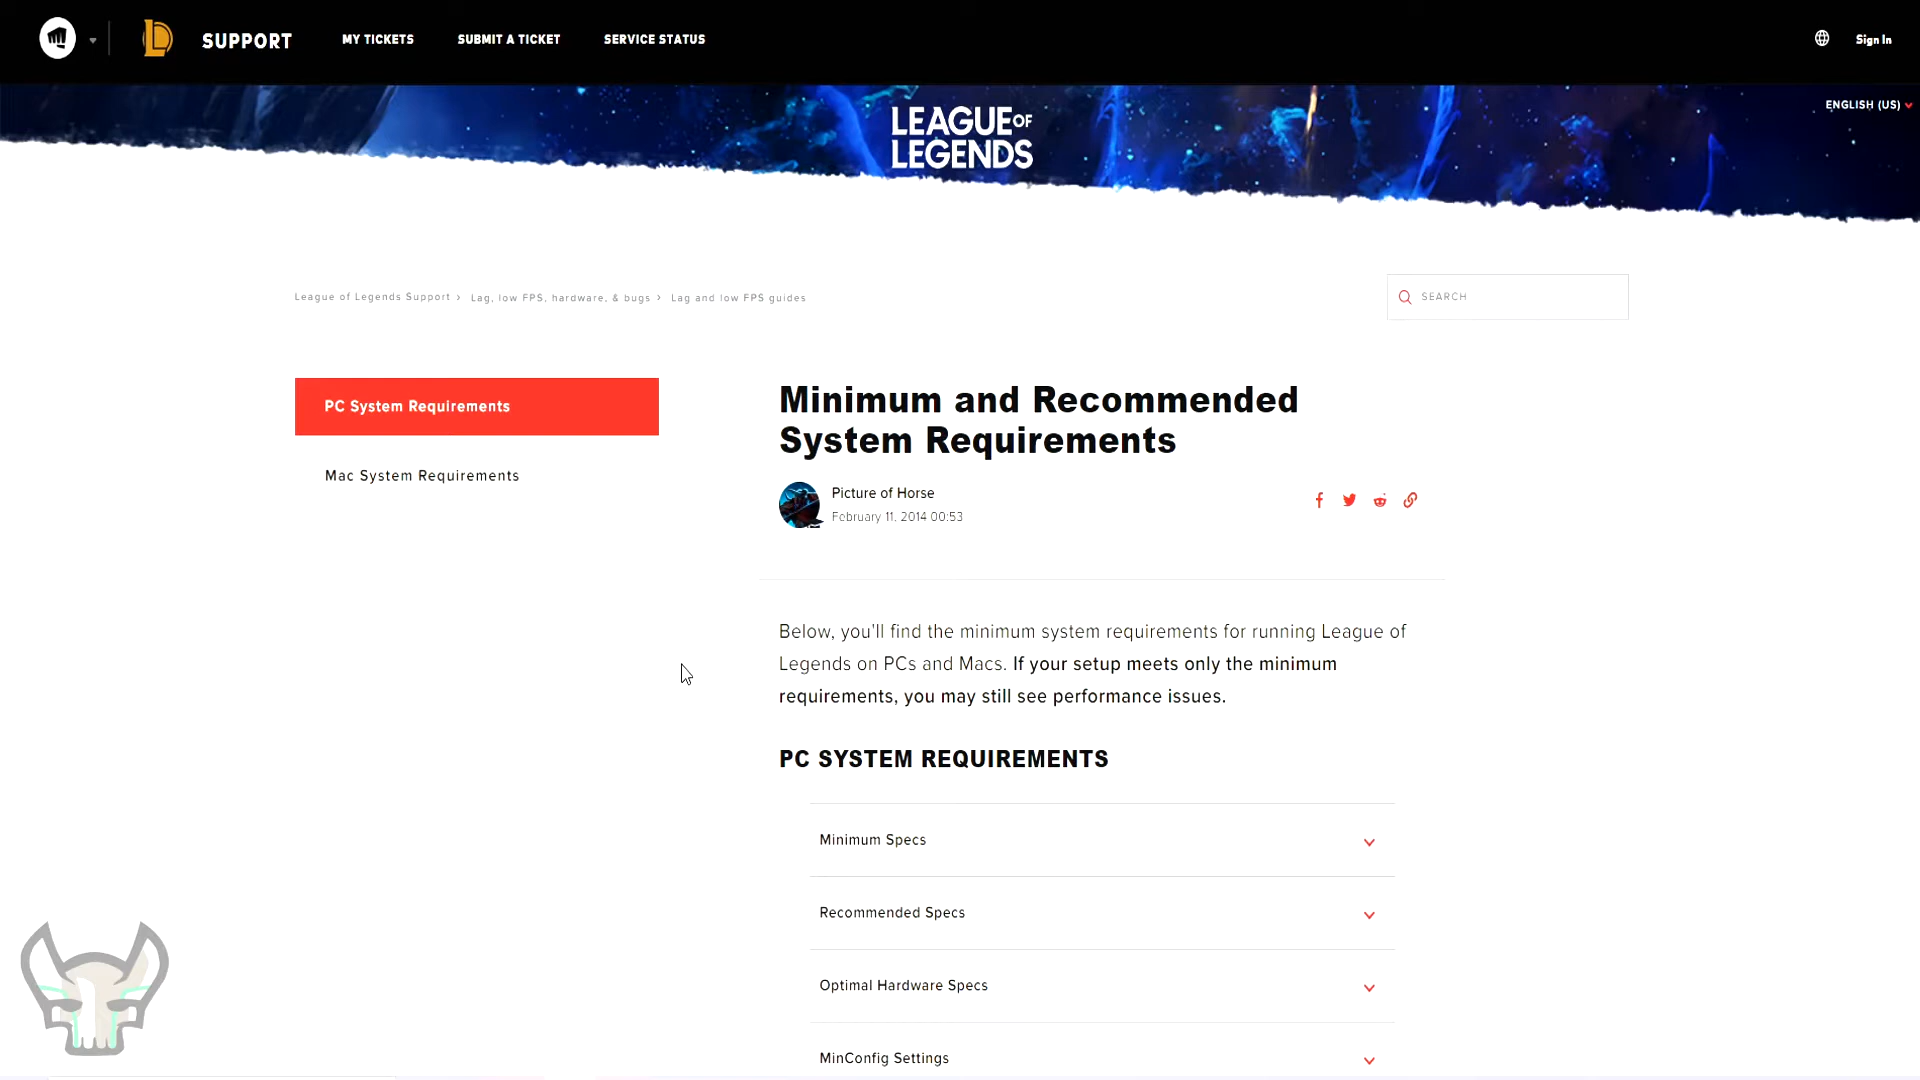 SUPPORT
MY TICKETS
SUBMIT A TICKET
SERVICE STATUS
Sign In
ENGLISH (US)
LEAGUE OF
LEGENDS
League of Legends Support › Lag, low FPS, hardware, & bugs › Lag and low FPS guides
SEARCH
PC System Requirements
Mac System Requirements
Minimum and Recommended
System Requirements
Picture of Horse
February 11, 2014 00:53
Below, you'll find the minimum system requirements for running League of
Legends on PCs and Macs. If your setup meets only the minimum
requirements, you may still see performance issues.
PC SYSTEM REQUIREMENTS
Minimum Specs
Recommended Specs
Optimal Hardware Specs
MinConfig Settings